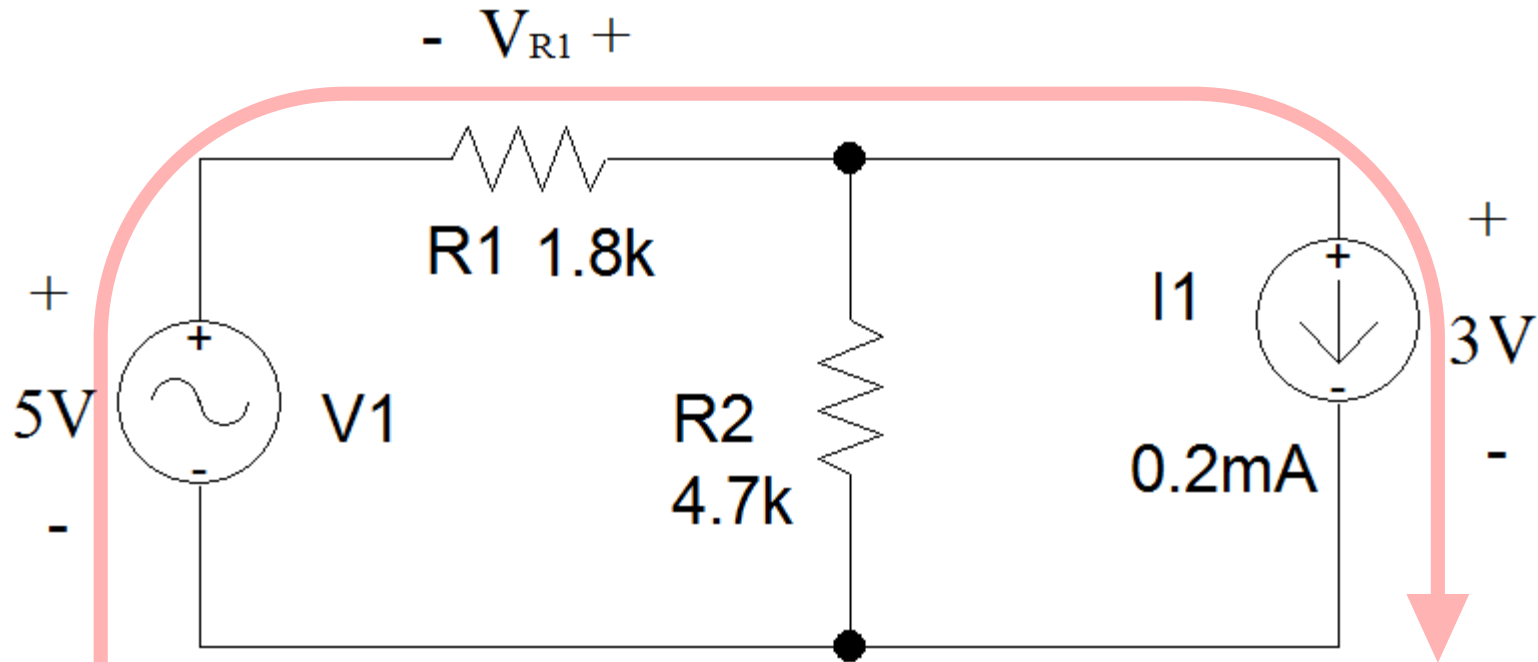 - VR1 +
R1 1.8k
+
5V
-
+
-
V1
R2
4.7k
I1
0.2mA
+
-
+
3V
-